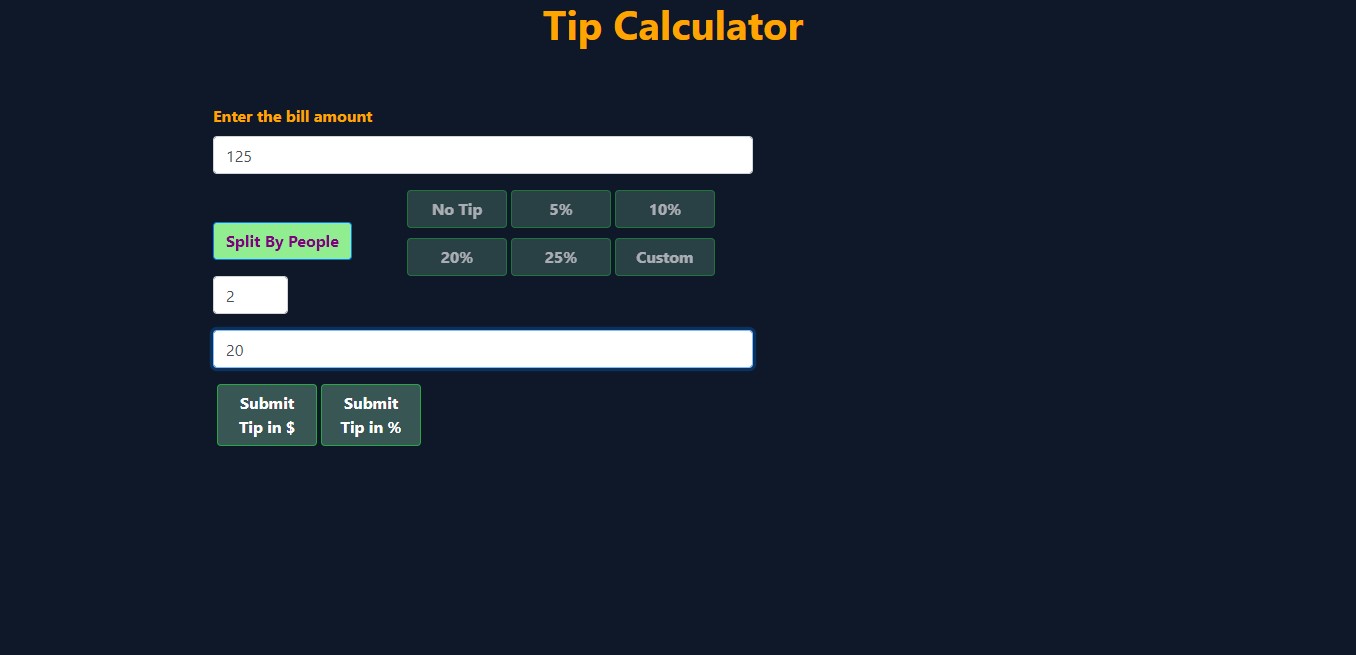 Tip Calculator
Enter the bill amount
125
No Tip 5% 10%
Split By People
20% 25% Custom
2
20
Submit
Tip in $
Submit
Tip in %